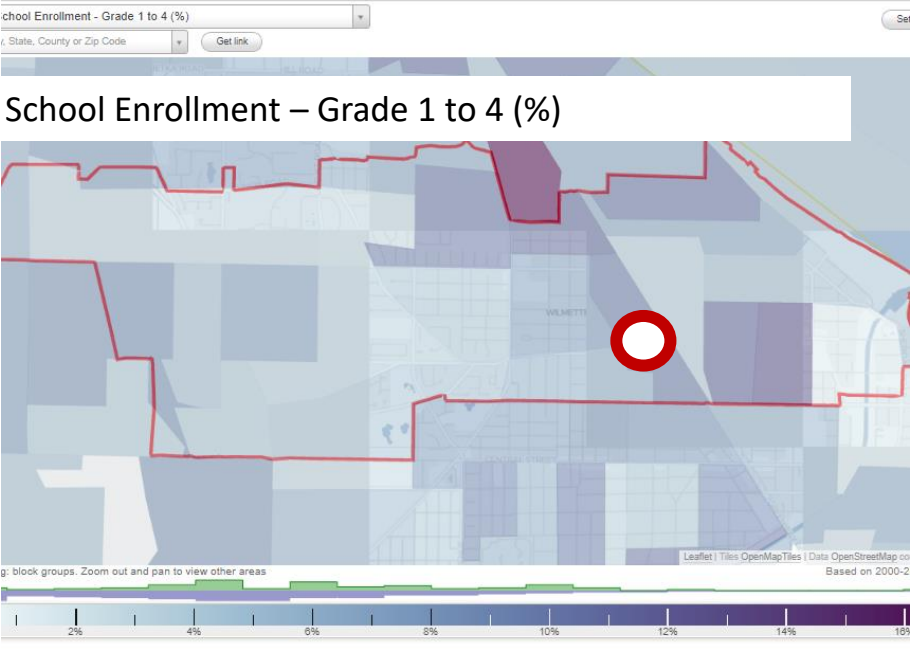 chool Enrollment - Grade 1 to 4 (%)
Set
, State, County or Zip Code
Get link
School Enrollment – Grade 1 to 4 (%)
WILMETTE
CENTRAL STREET
Leaflet | Tiles OpenMapTiles | Data OpenStreetMap co
g: block groups. Zoom out and pan to view other areas
Based on 2000-2
2%
4%
6%
8%
10%
12%
14%
16%